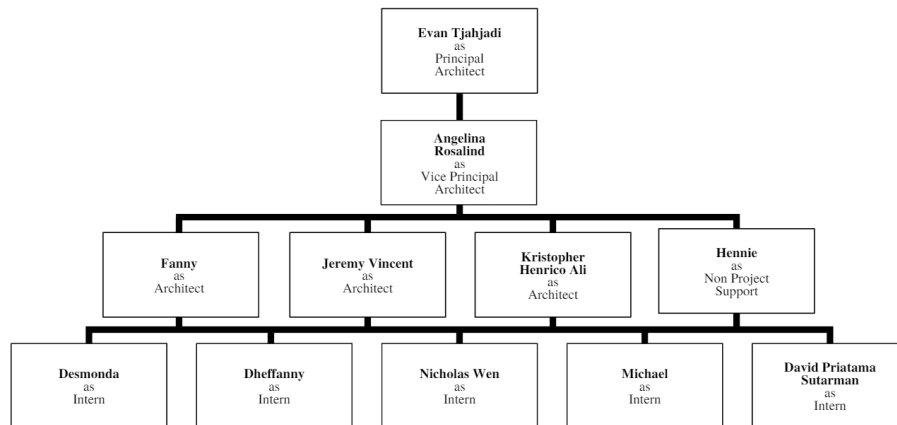 Evan Tjahjadi
as
Principal
Architect
Angelina
Rosalind
as
Vice Principal
Architect
Fanny
as
Architect
Jeremy Vincent
as
Architect
Kristopher
Henrico Ali
as
Architect
Hennie
as
Non Project
Support
Desmonda
as
Intern
Dheffanny
as
Intern
Nicholas Wen
as
Intern
Michael
as
Intern
David Priatama
Sutarman
as
Intern